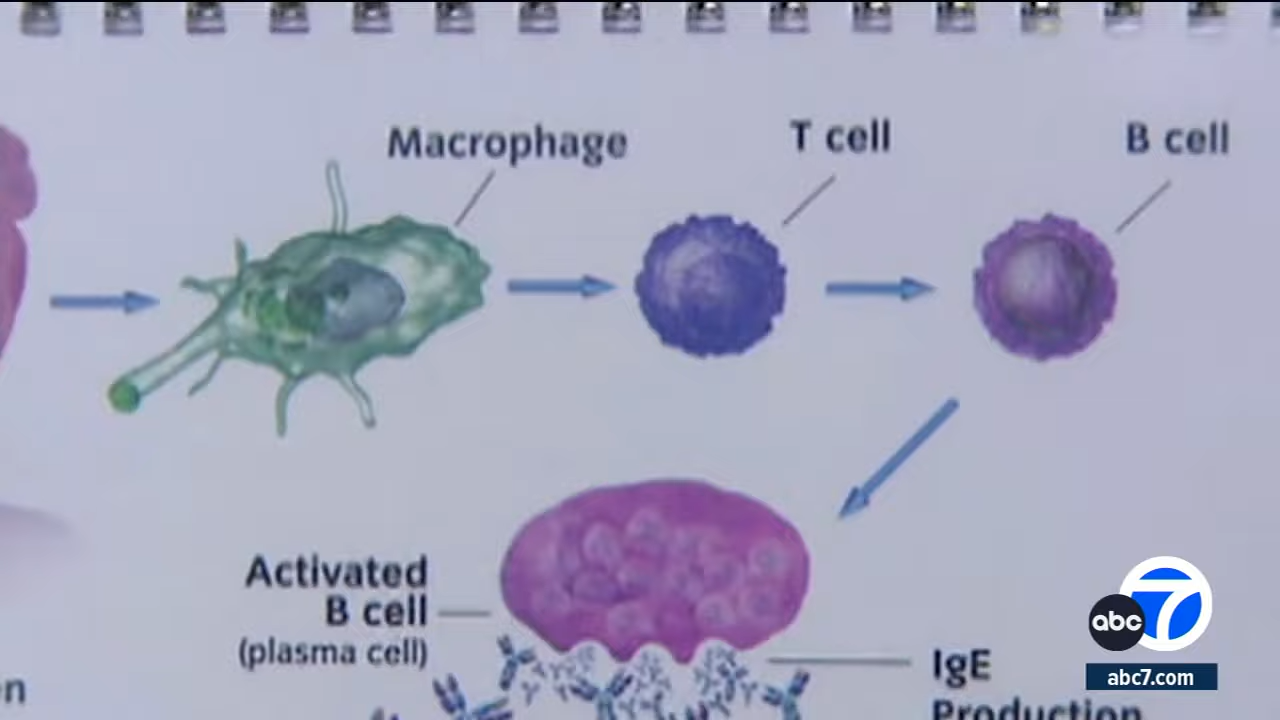 Macrophage
T cell
B cell
Activated
B cell
(plasma cell)
IgE
Production
abc
7
abc7.com